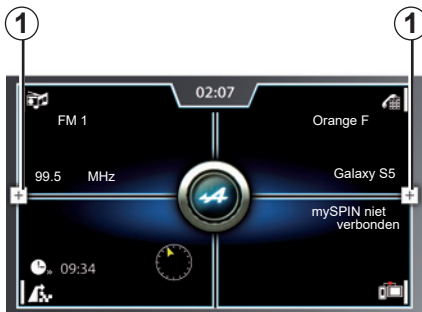 1 1
02:07
FM 1 Orange F
99.5 MHz Galaxy S5
mySPIN niet
verbonden
09:34